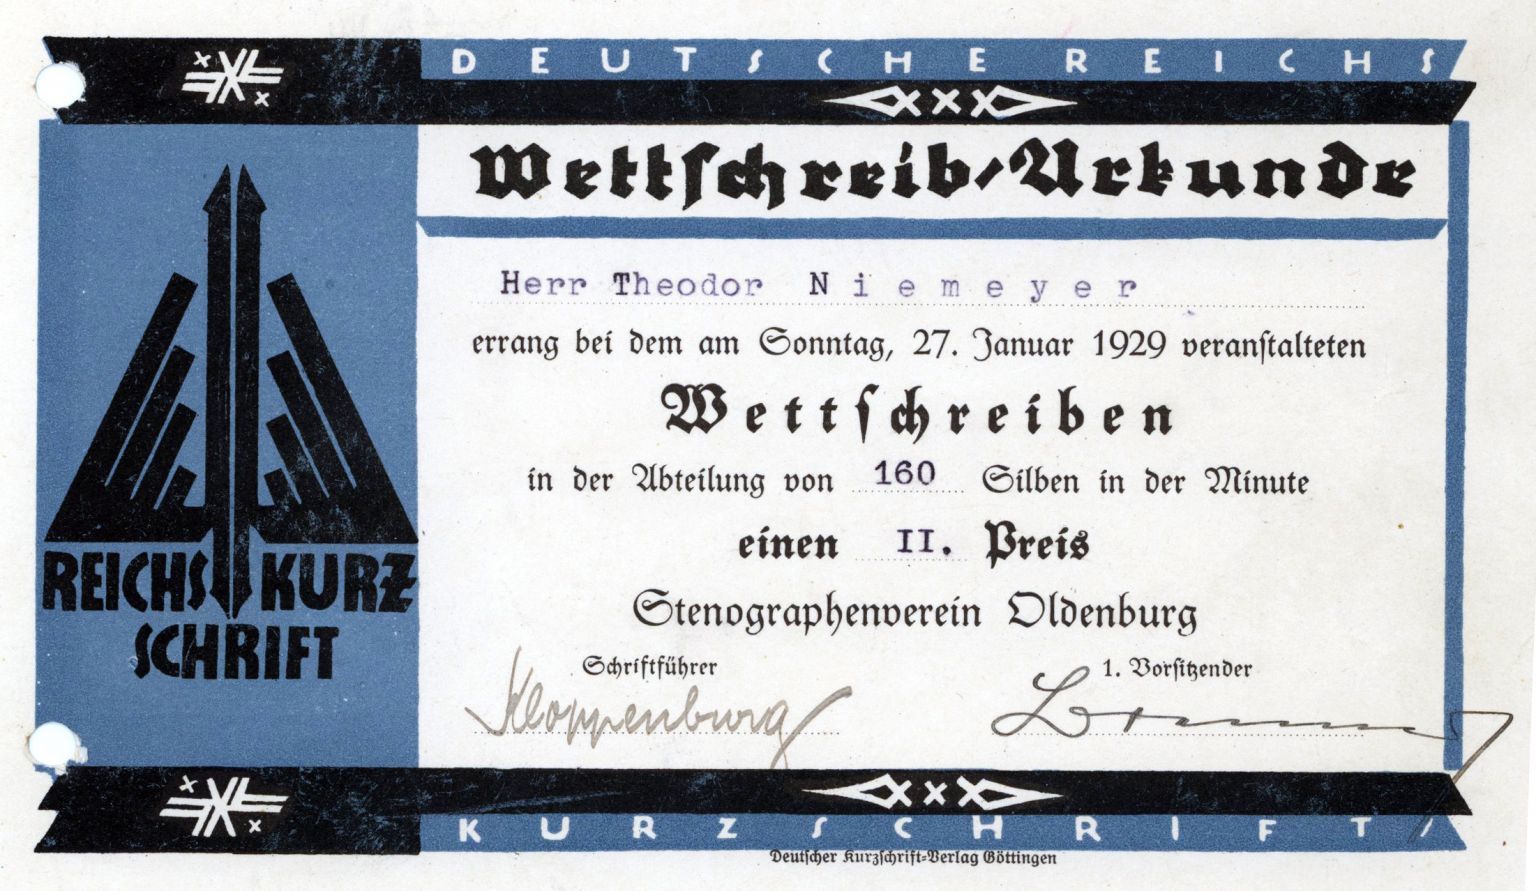 DEUTSCHE REICHS
Wettschreib-Urkunde
Herr Theodor Niemeyer
errang bei dem am Sonntag, 27. Januar 1929 veranstalteten
Wettschreiben
in der Abteilung von 160 Silben in der Minute
einen II. Preis
Stenographenverein Oldenburg
Schriftführer 1. Vorsitzender
Kloppenburg
REICHSKURZ
SCHRIFT
KURZSCHRIFT
Deutscher Kurzschrift-Verlag Göttingen